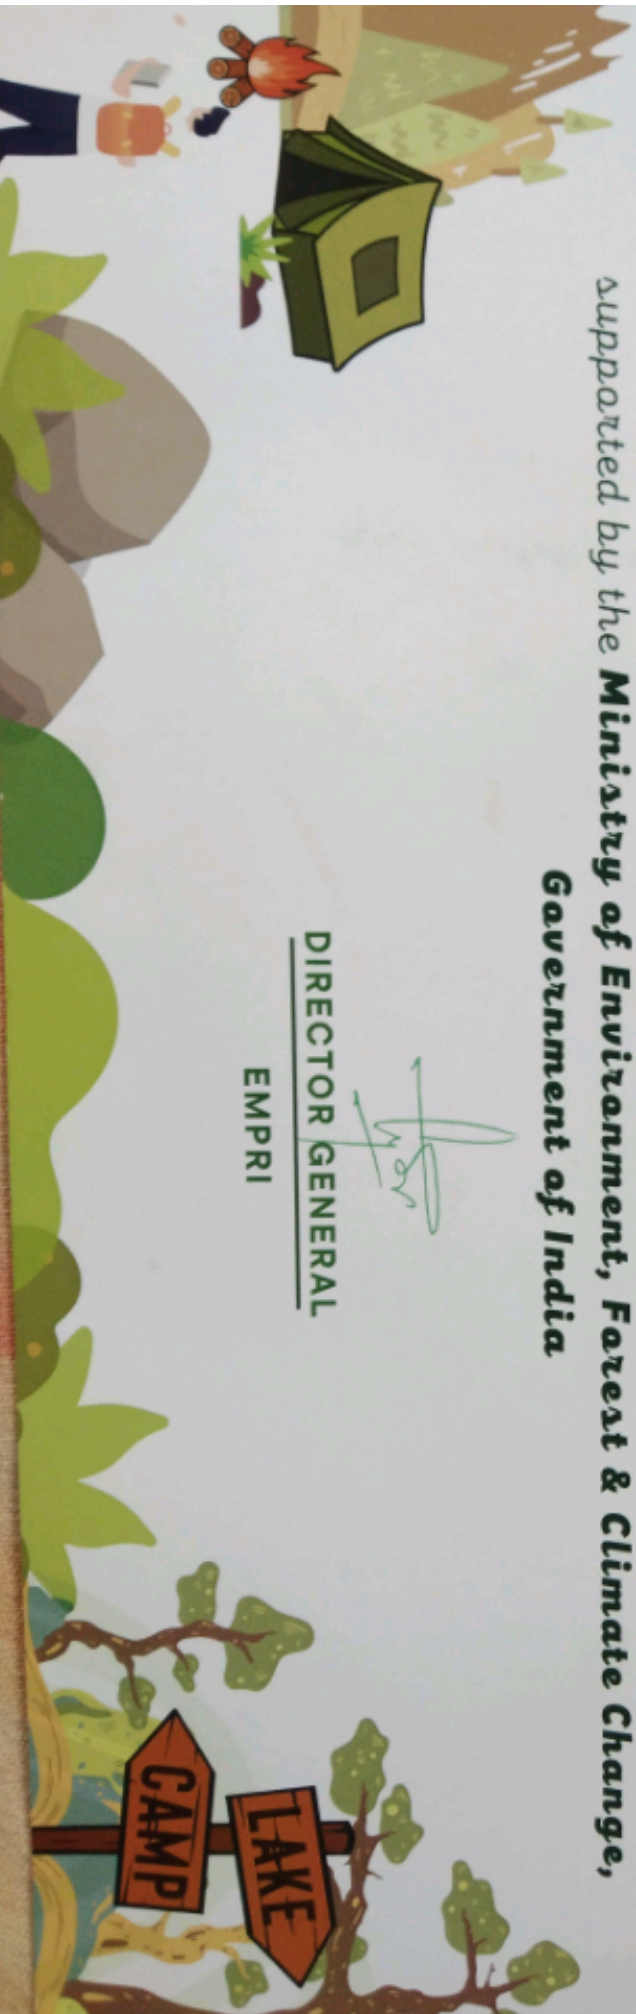 supported by the Ministry of Environment, Forest & Climate Change,
Government of India
DIRECTOR GENERAL
EMPRI
LAKE
CAMP